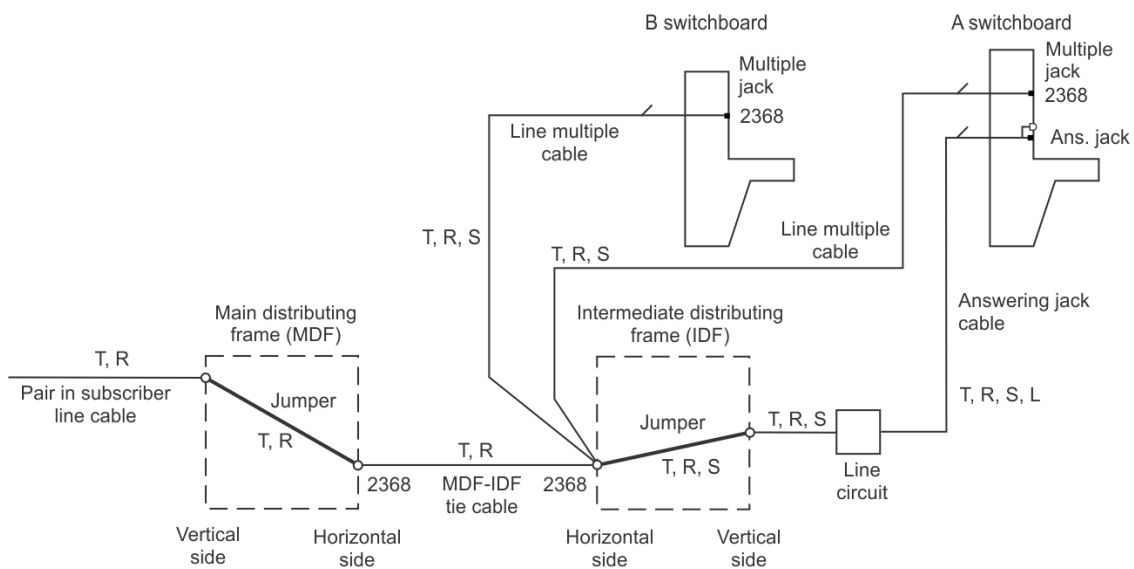 B switchboard
A switchboard
Multiple
jack
2368
Multiple
jack
2368
Ans. jack
Line multiple
cable
T, R, S
Line multiple
cable
T, R, S
Answering jack
cable
T, R, S, L
Main distributing
frame (MDF)
Intermediate distributing
frame (IDF)
T, R
Pair in subscriber
line cable
Jumper
T, R
2368
T, R
MDF-IDF
tie cable
2368
Jumper
T, R, S
T, R, S
Line
circuit
Vertical
side
Horizontal
side
Horizontal
side
Vertical
side